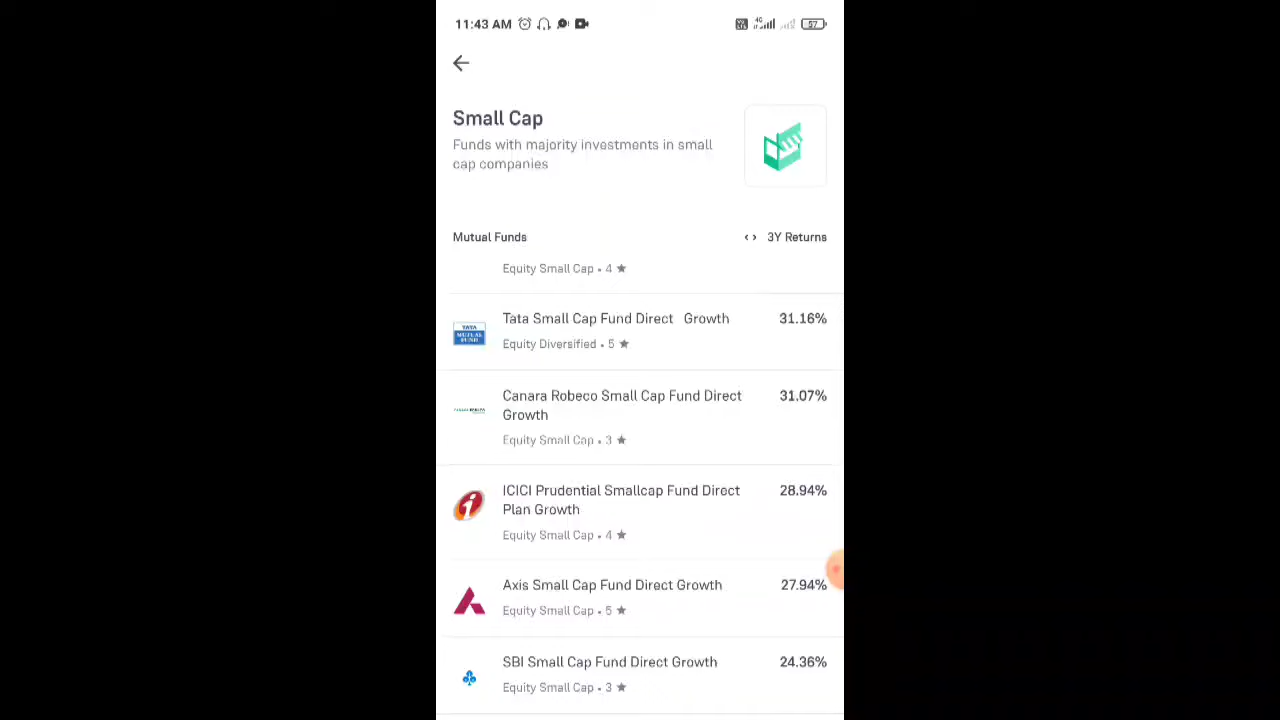 11:43 AM
57
Small Cap
Funds with majority investments in small
cap companies
Mutual Funds
3Y Returns
Equity Small Cap • 4 ★
Tata Small Cap Fund Direct Growth
31.16%
Equity Diversified • 5 ★
TATA
MUTUAL
FUND
Canara Robeco Small Cap Fund Direct
Growth
31.07%
Equity Small Cap • 3 ★
ICICI Prudential Smallcap Fund Direct
Plan Growth
28.94%
Equity Small Cap • 4 ★
Axis Small Cap Fund Direct Growth
27.94%
Equity Small Cap • 5 ★
SBI Small Cap Fund Direct Growth
24.36%
Equity Small Cap • 3 ★